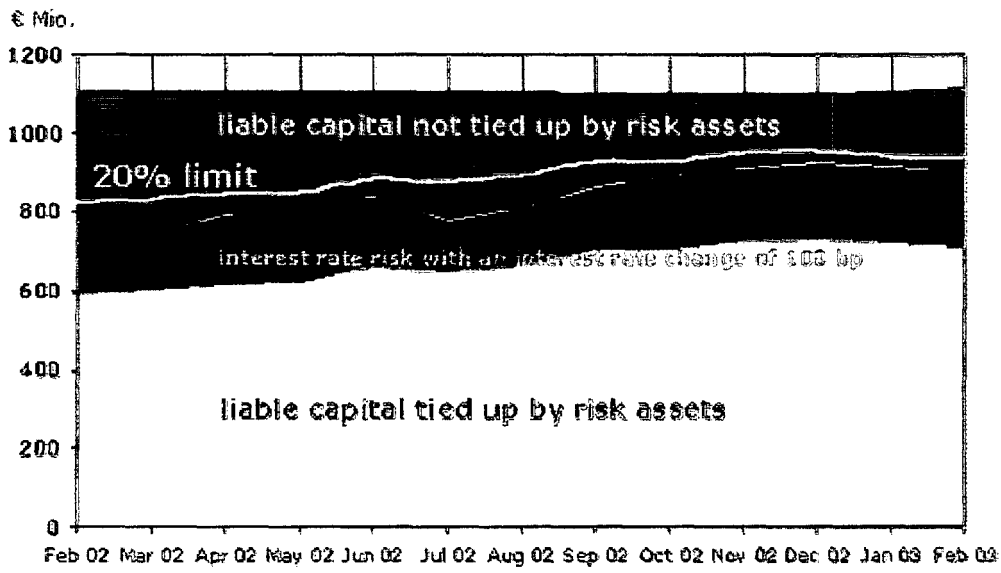 € Mio.
1200
1000
800
600
400
200
0
liable capital not tied up by risk assets
20% limit
interest rate risk with an interest rate change of 100 bp
liable capital tied up by risk assets
Feb 02 Mar 02 Apr 02 May 02 Jun 02 Jul 02 Aug 02 Sep 02 Oct 02 Nov 02 Dec 02 Jan 03 Feb 03